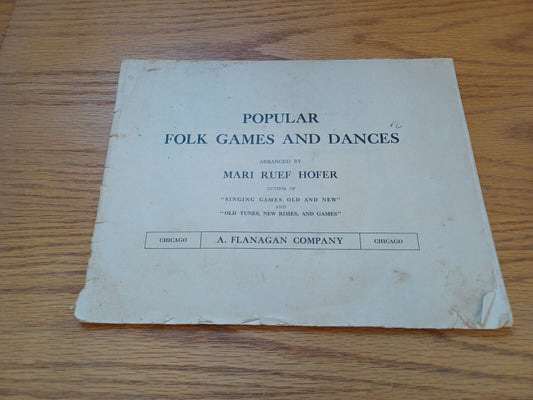 POPULAR
FOLK GAMES AND DANCES
ARRANGED BY
MARI RUEF HOFER
AUTHOR OF
"SINGING GAMES, OLD AND NEW"
AND
"OLD TUNES, NEW RIMES, AND GAMES"
CHICAGO A. FLANAGAN COMPANY CHICAGO